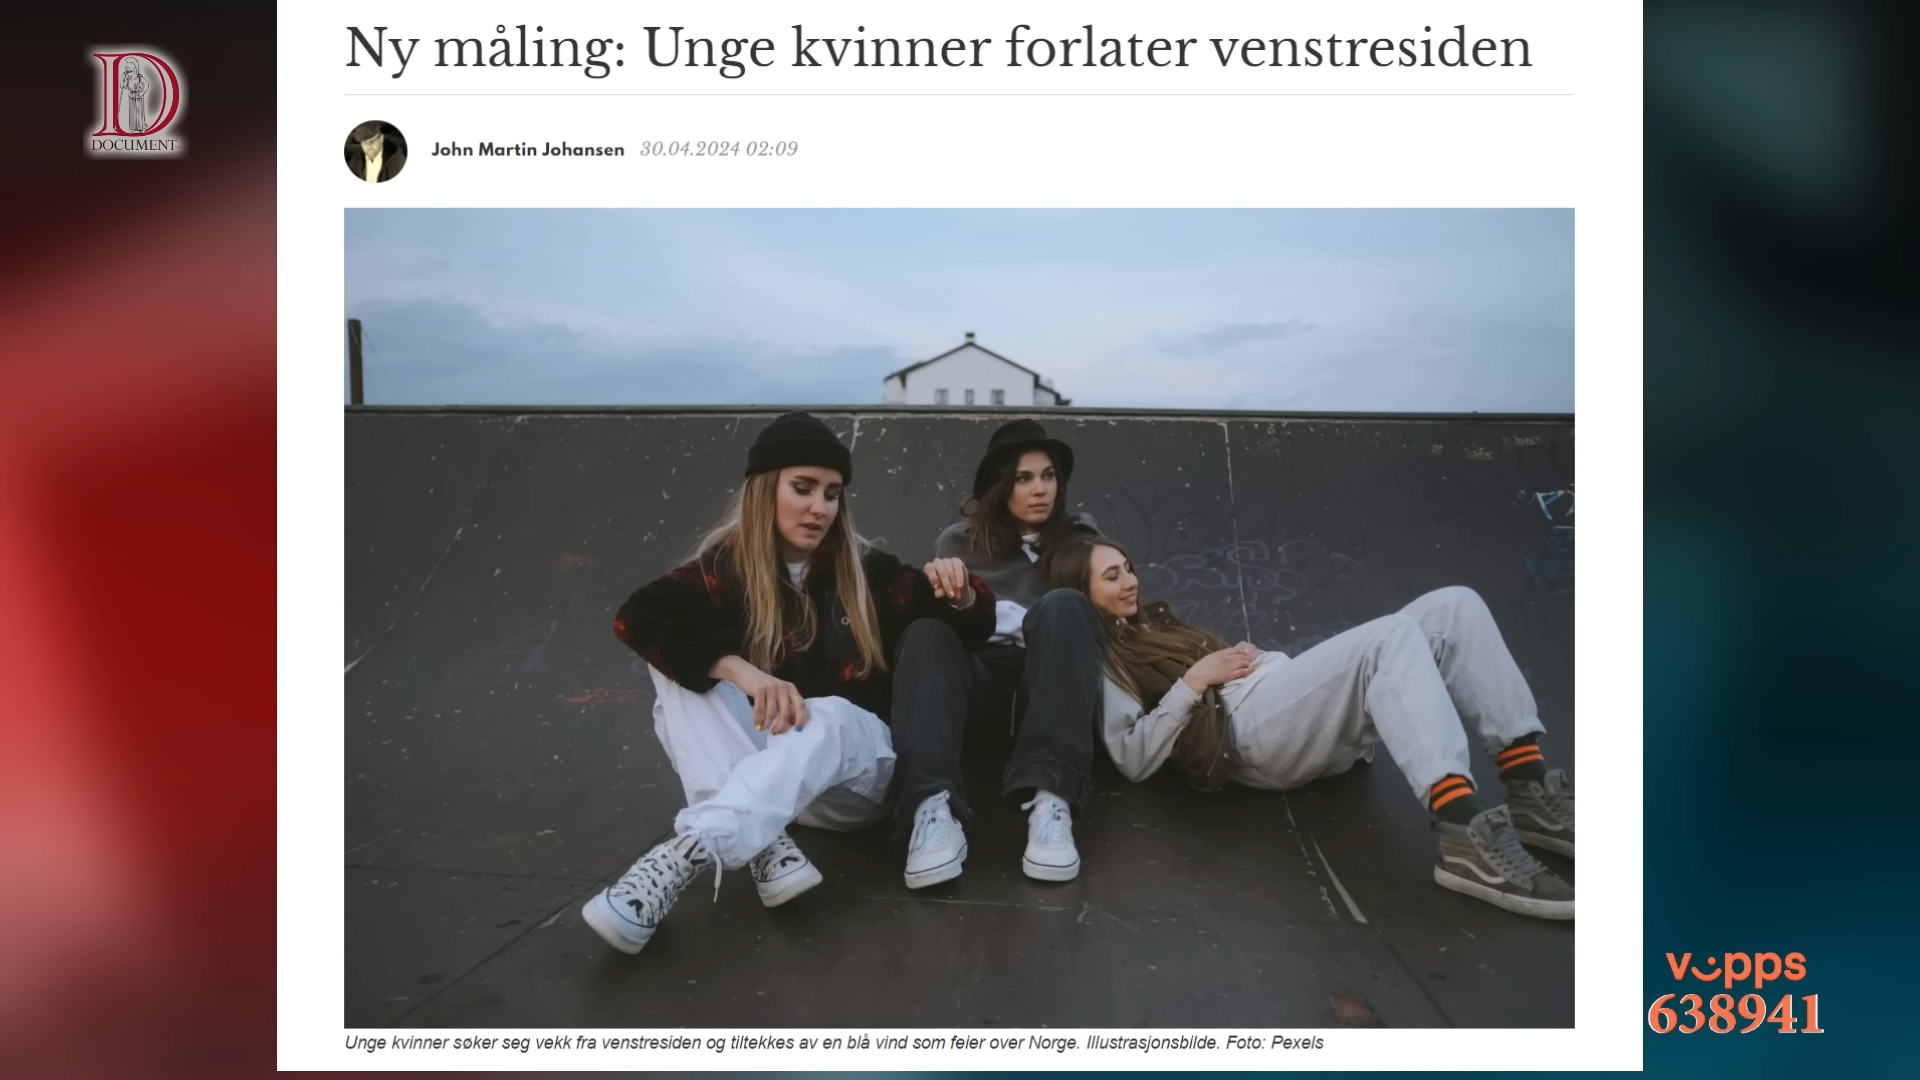 Ny måling: Unge kvinner forlater venstresiden
DOCUMENT
John Martin Johansen 30.04.2024 02:09
Unge kvinner søker seg vekk fra venstresiden og tiltekkes av en blå vind som feier over Norge. Illustrasjonsbilde. Foto: Pexels
vipps
638941